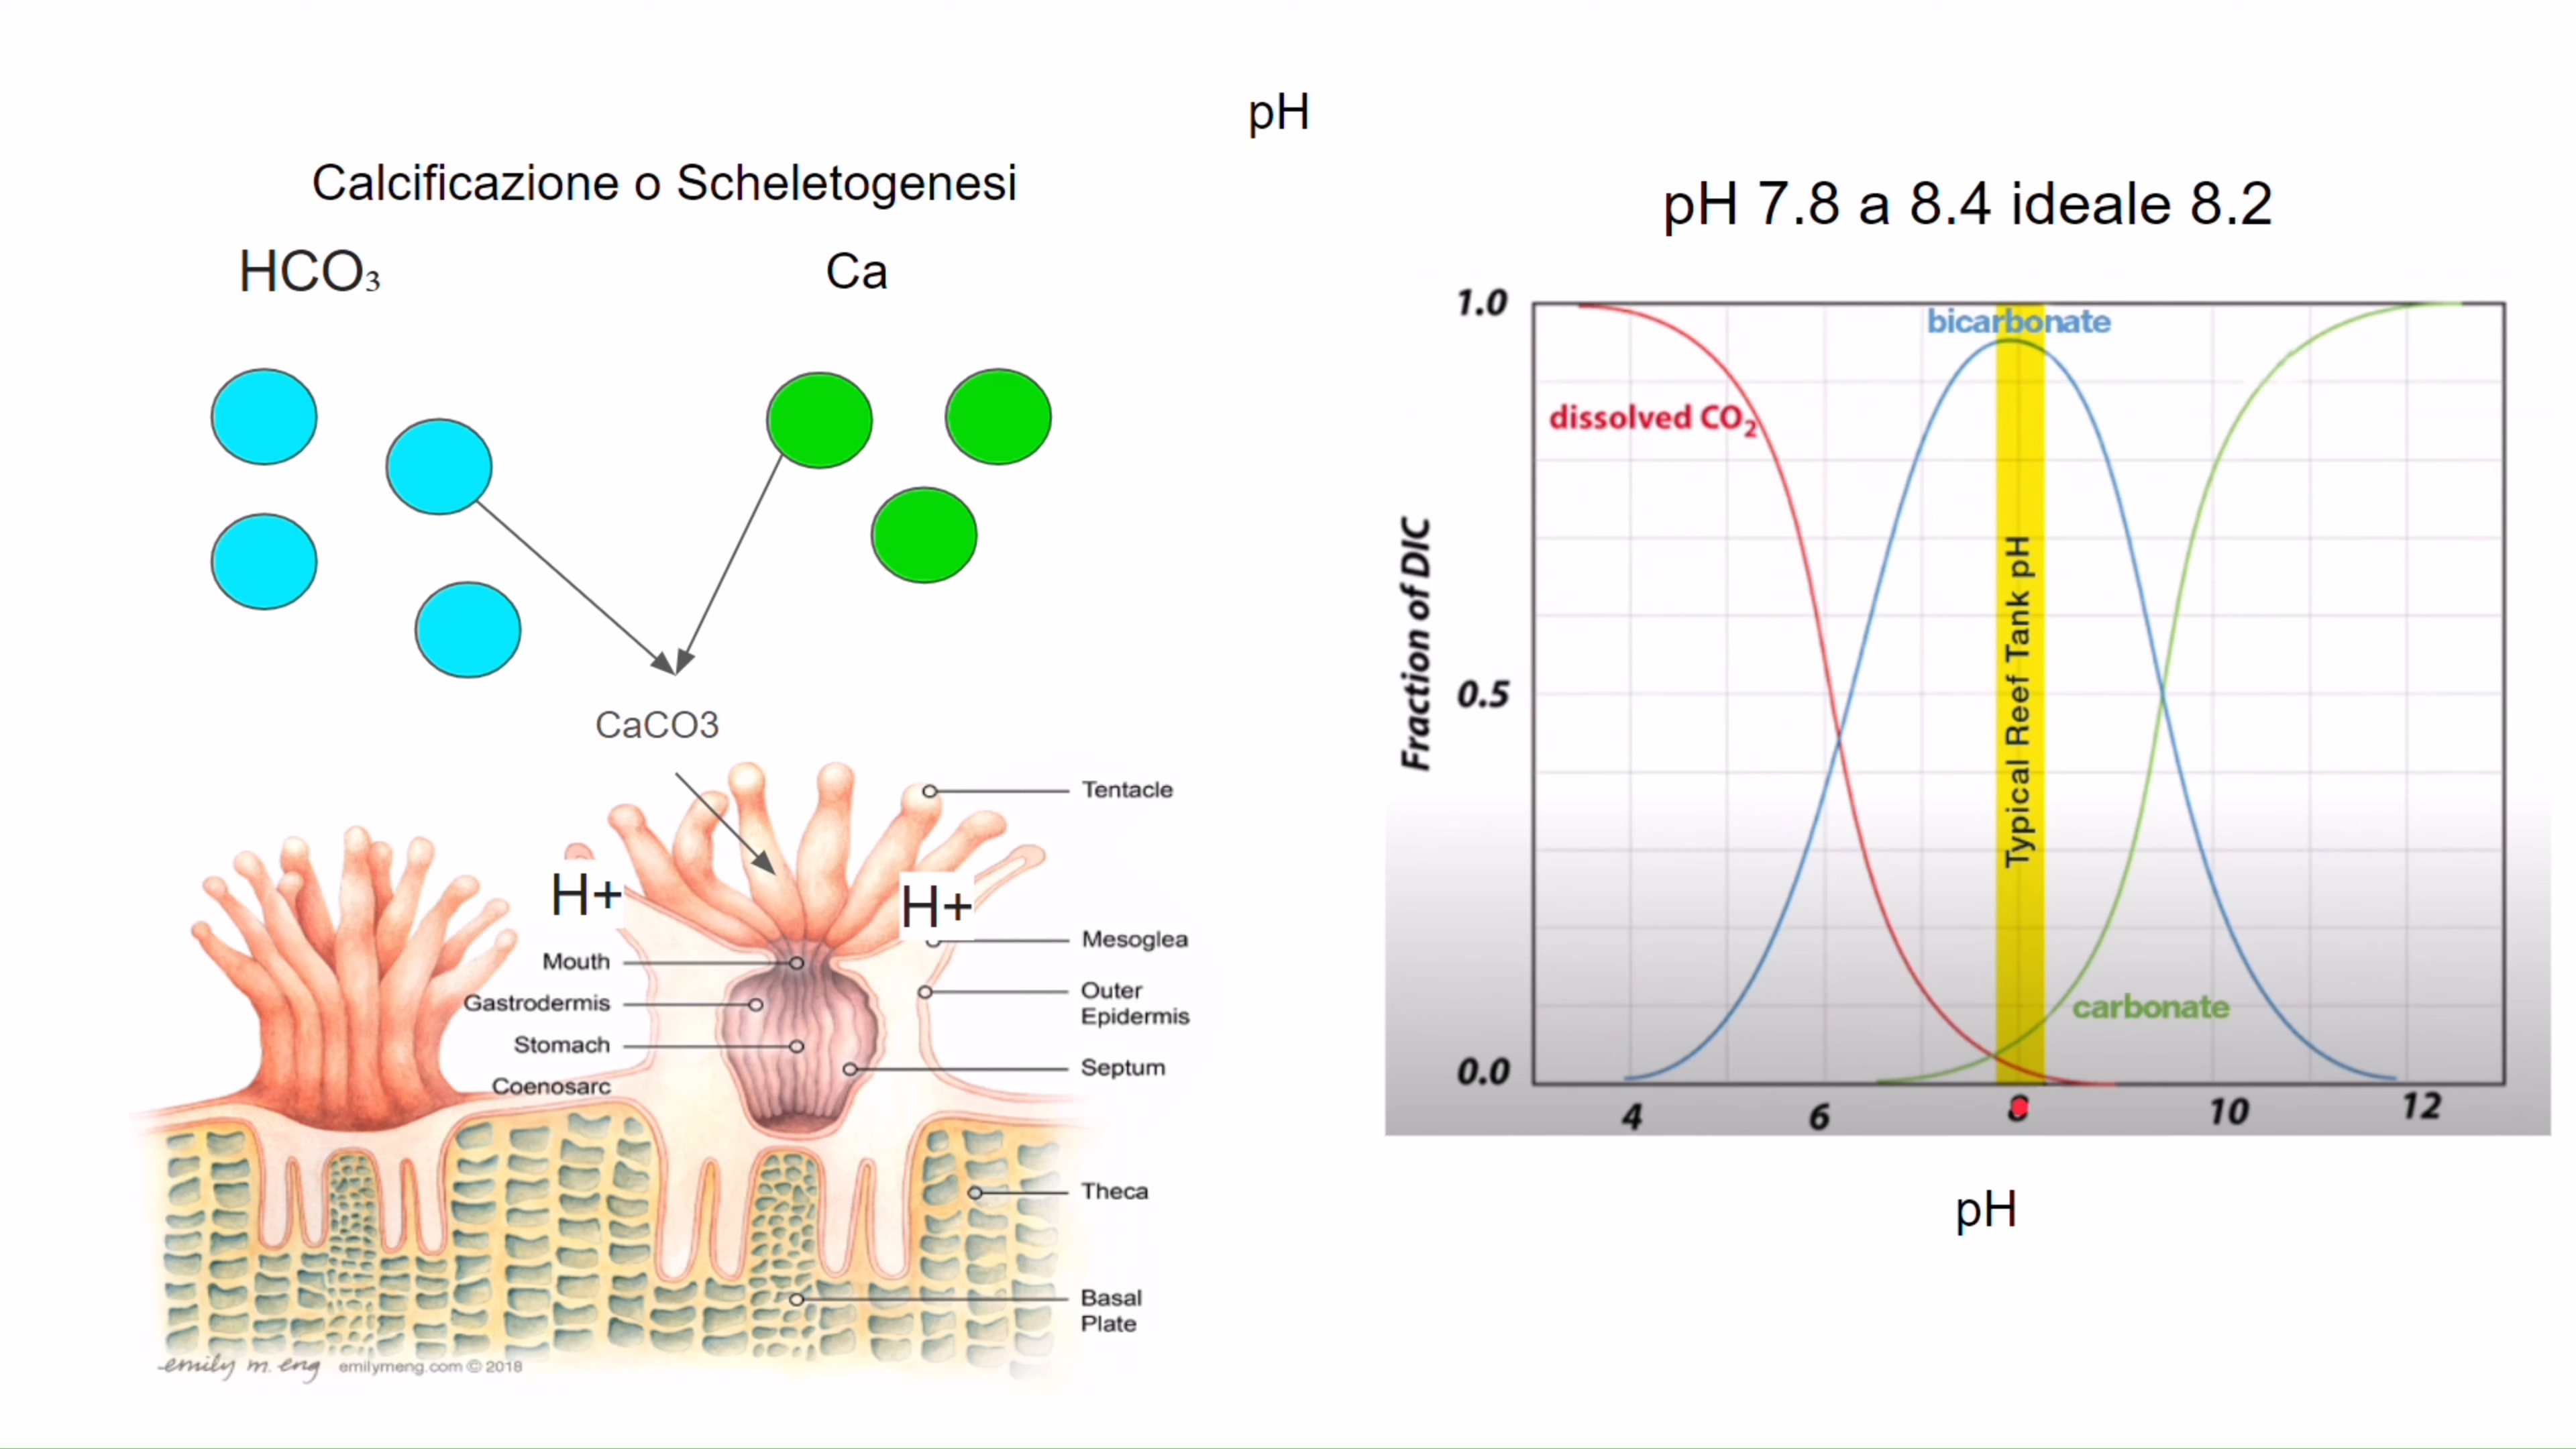 pH
Calcificazione o Scheletogenesi
HCO₃
Ca
CaCO3
H+
H+
Tentacle
Mesoglea
Outer
Epidermis
Septum
Theca
Basal
Plate
Mouth
Gastrodermis
Stomach
Coenosarc
emily m. eng
emilymeng.com © 2018
pH 7.8 a 8.4 ideale 8.2
1.0
0.5
0.0
Fraction of DIC
dissolved CO₂
bicarbonate
carbonate
Typical Reef Tank pH
4 6 8 10 12
pH